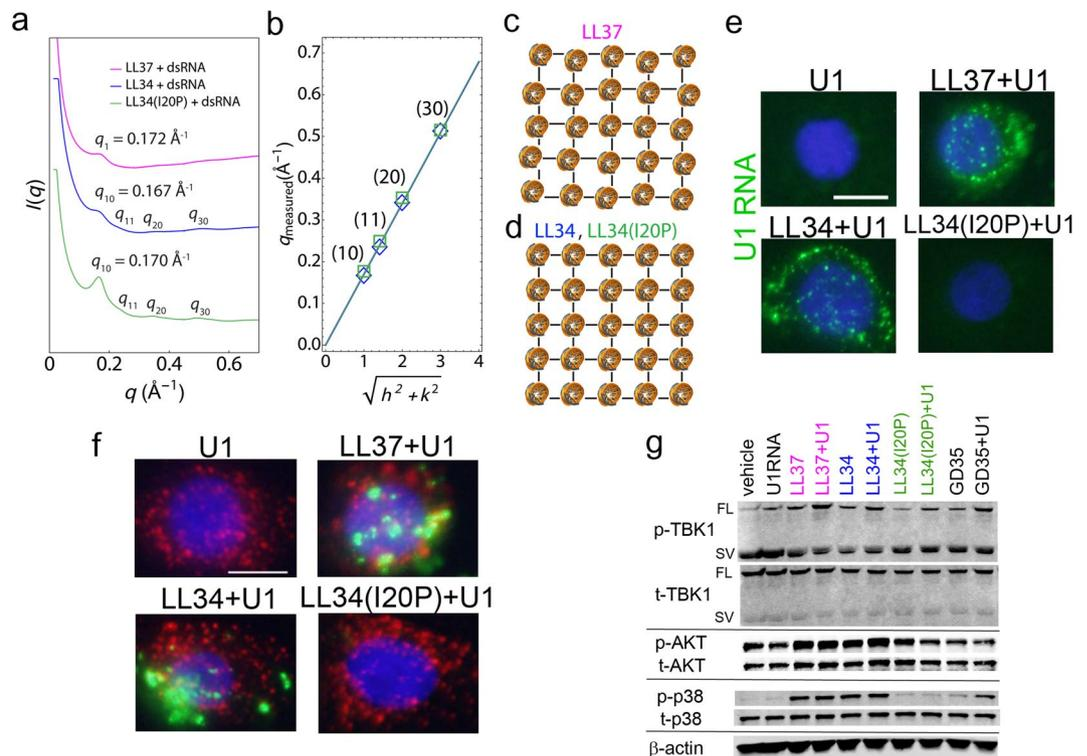 a
LL37 + dsRNA
LL34 + dsRNA
LL34(I20P) + dsRNA
q1 = 0.172 Å-1
q10 = 0.167 Å-1
q11 q20 q30
q10 = 0.170 Å-1
q11 q20 q30
I(q)
0 0.2 0.4 0.6
q (Å−1)
b
0.7
0.6
0.5
0.4
0.3
0.2
0.1
0.0
qmeasured(Å−1)
(30)
(20)
(11)
(10)
0 1 2 3 4
√h2 +k2
c
LL37
d
LL34, LL34(I20P)
e
U1 RNA
U1
LL37+U1
LL34+U1
LL34(I20P)+U1
f
U1
LL37+U1
LL34+U1
LL34(I20P)+U1
g
vehicle
U1RNA
LL37
LL37+U1
LL34
LL34+U1
LL34(I20P)
LL34(I20P)+U1
GD35
GD35+U1
FL
p-TBK1
SV
FL
t-TBK1
SV
p-AKT
t-AKT
p-p38
t-p38
β-actin